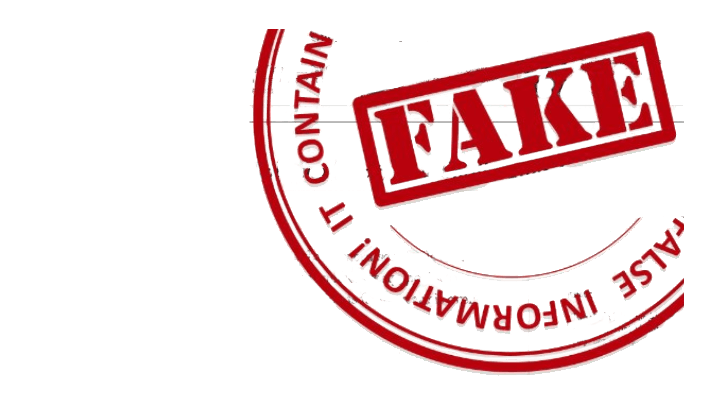 FAKE
FALSE INFORMATION! IT CONTAIN